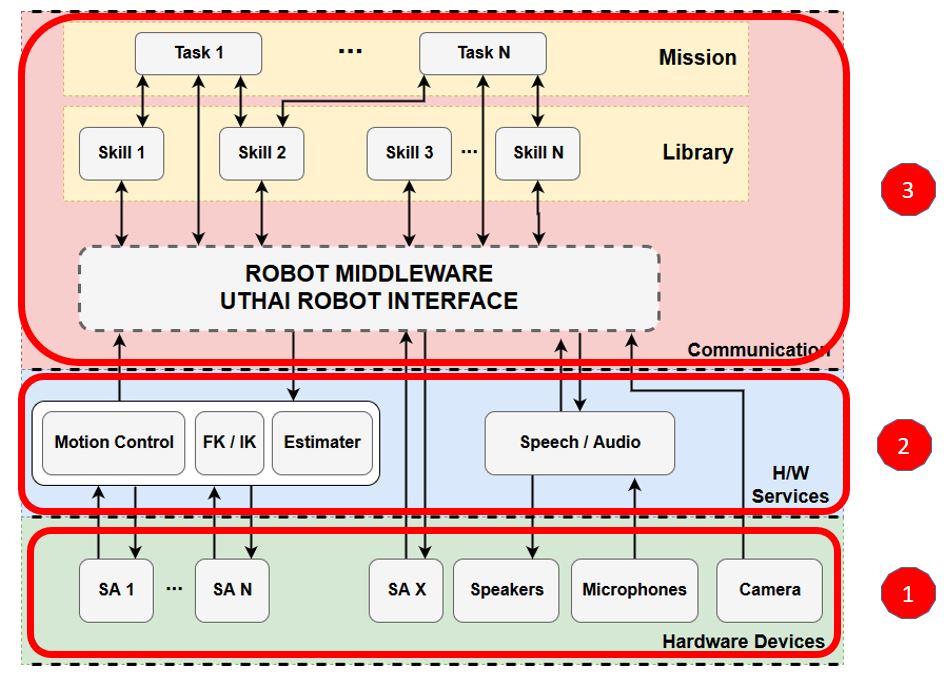 Task 1
...
Task N
Mission
Skill 1
Skill 2
Skill 3
...
Skill N
Library
3
ROBOT MIDDLEWARE
UTHAI ROBOT INTERFACE
Communication
Motion Control
FK / IK
Estimater
Speech / Audio
H/W
Services
2
SA 1
...
SA N
SA X
Speakers
Microphones
Camera
1
Hardware Devices